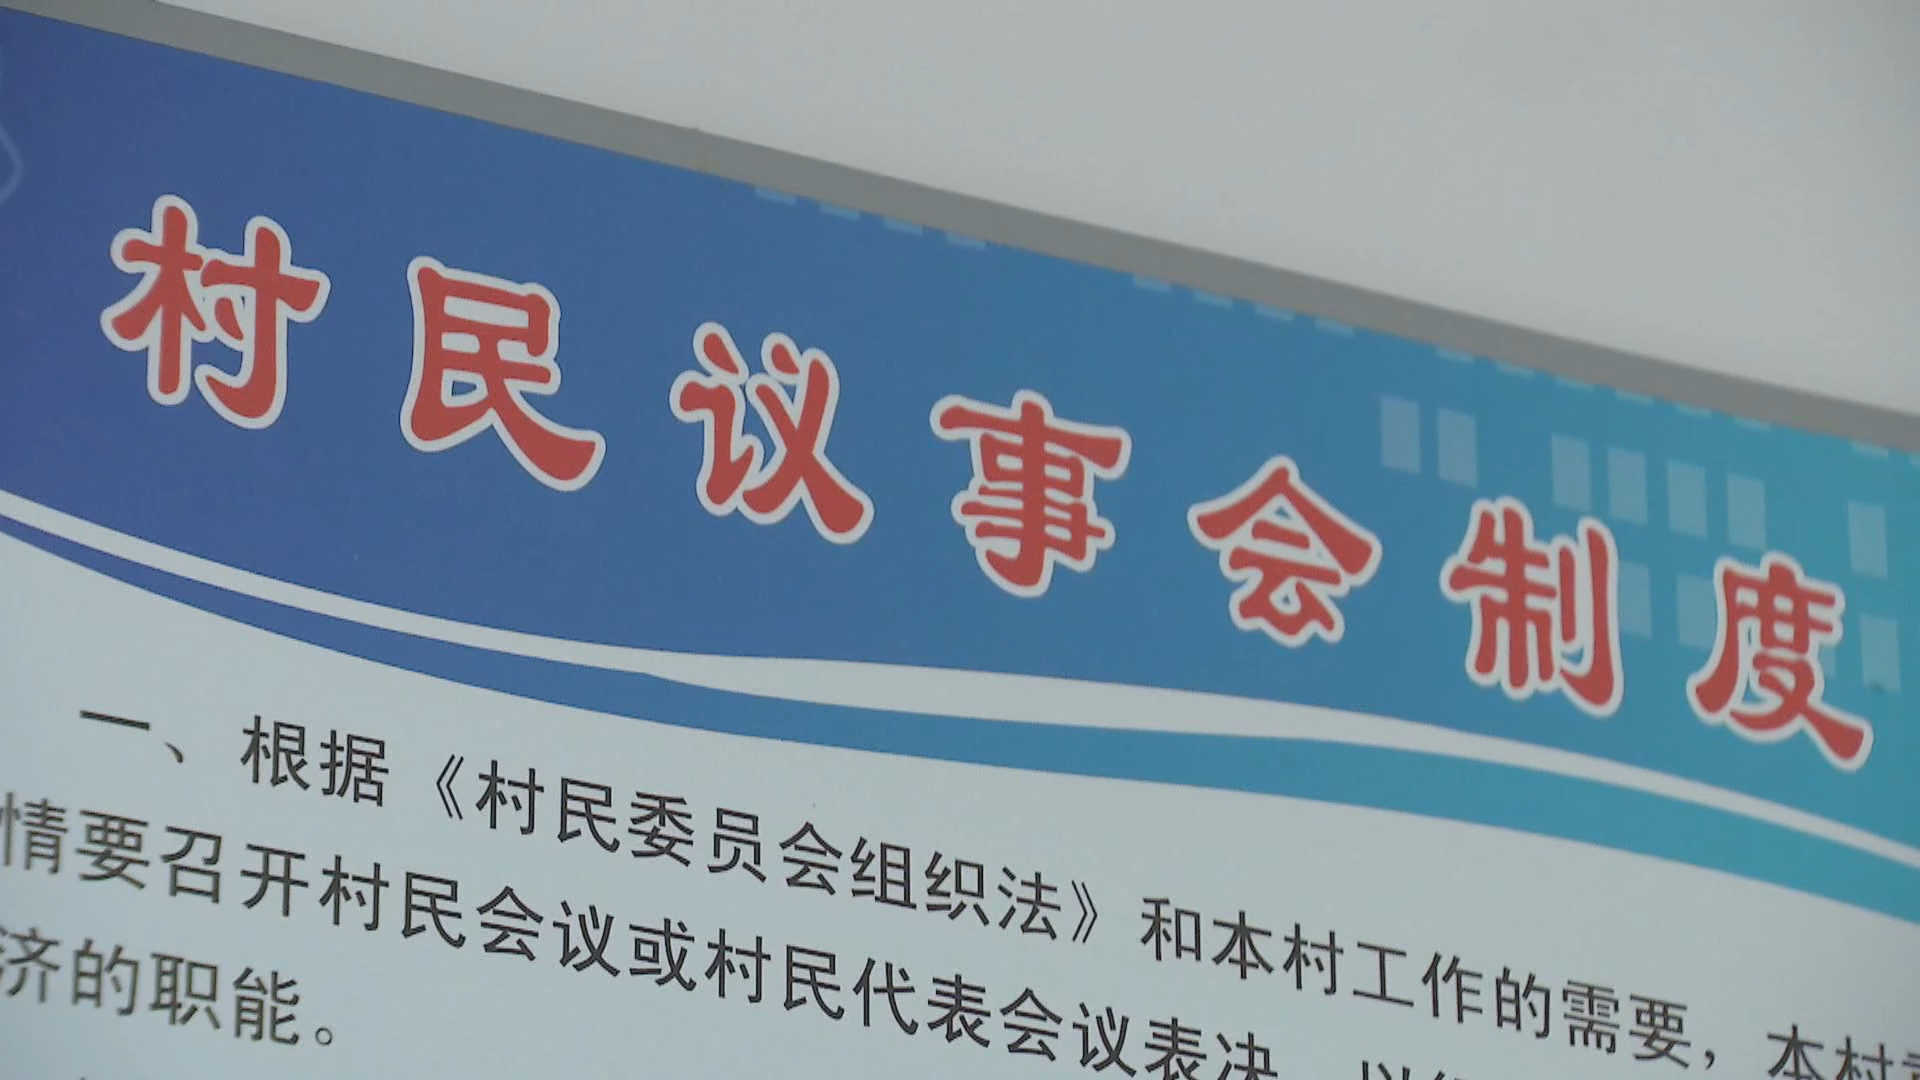 村民议事会制度
一、根据《村民委员会组织法》和本村工作的需要，本村
情要召开村民会议或村民代表会议表决
济的职能。